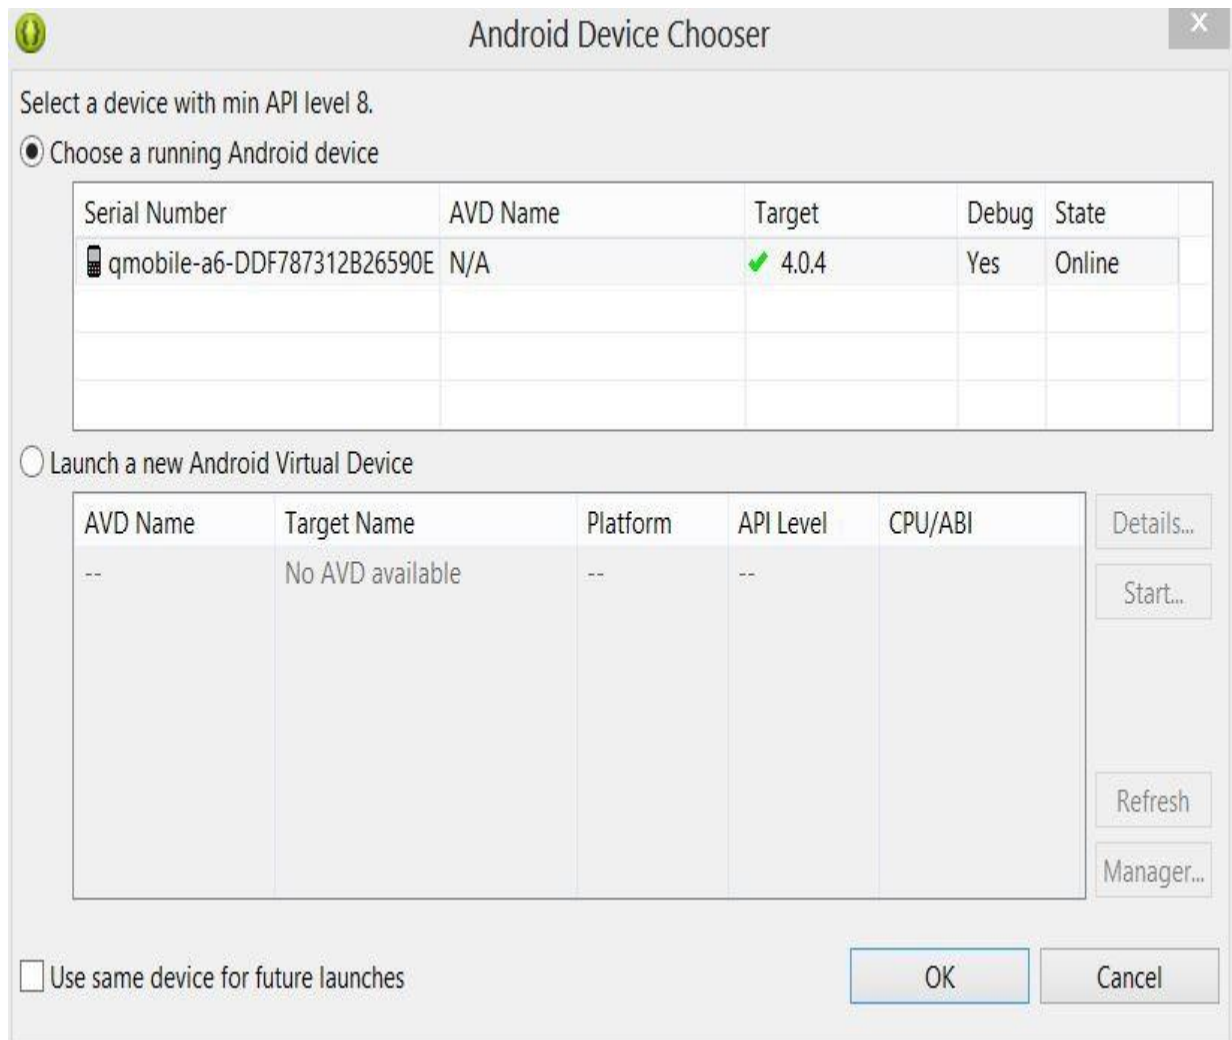 Android Device Chooser
X
Select a device with min API level 8.
Choose a running Android device
Serial Number AVD Name Target Debug State
qmobile-a6-DDF787312B26590E N/A 4.0.4 Yes Online
Launch a new Android Virtual Device
AVD Name Target Name Platform API Level CPU/ABI
-- No AVD available -- --
Details...
Start...
Refresh
Manager...
Use same device for future launches
OK Cancel